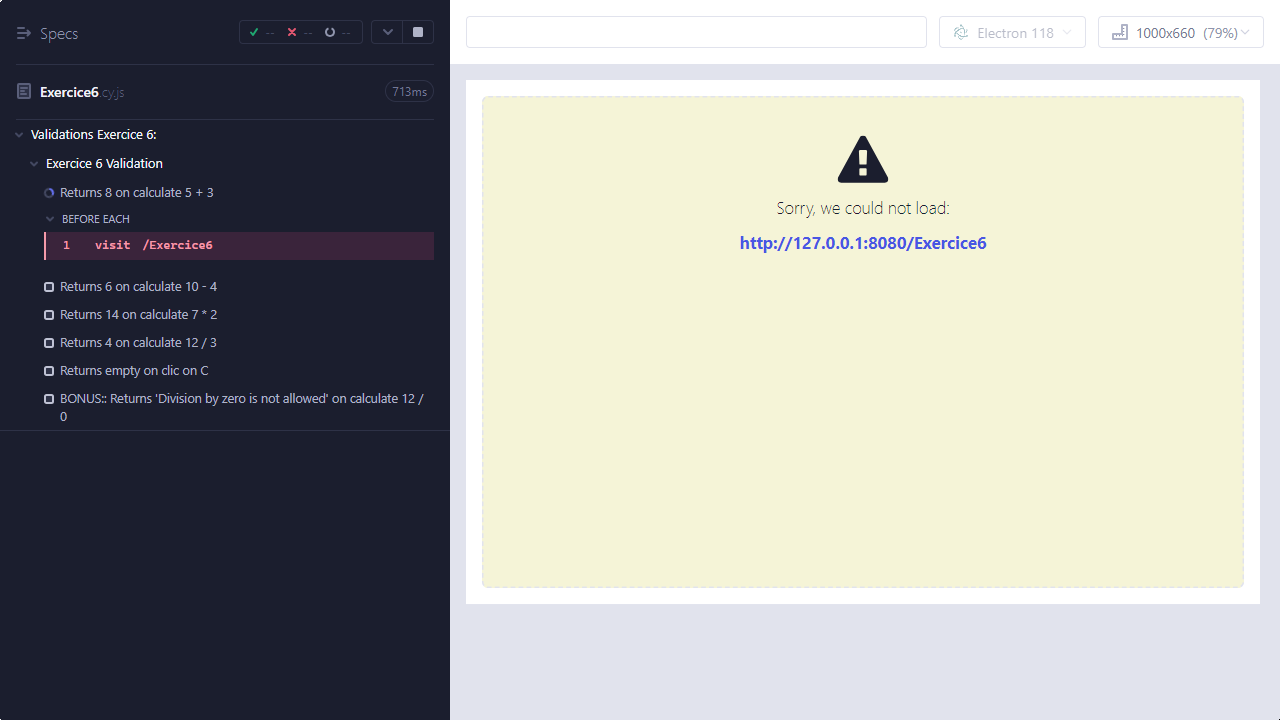 Specs
-- -- --
Exercice6.cy.js
713ms
Validations Exercice 6:
Exercice 6 Validation
Returns 8 on calculate 5 + 3
BEFORE EACH
1 visit /Exercice6
Returns 6 on calculate 10 - 4
Returns 14 on calculate 7 * 2
Returns 4 on calculate 12 / 3
Returns empty on clic on C
BONUS:: Returns 'Division by zero is not allowed' on calculate 12 /
0
Electron 118
1000x660 (79%)
Sorry, we could not load:
http://127.0.0.1:8080/Exercice6